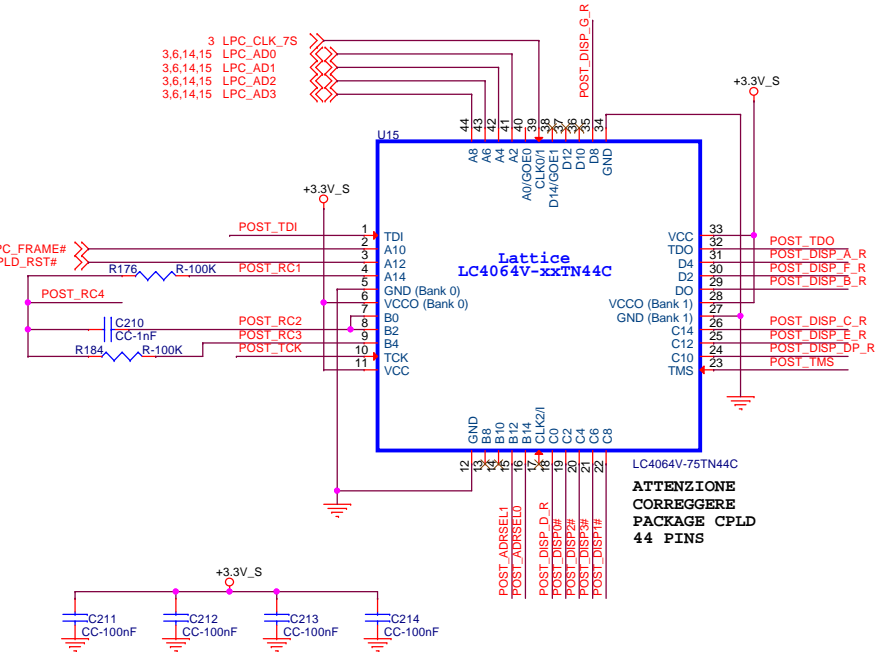 3 LPC_CLK_7S
3,6,14,15 LPC_AD0
3,6,14,15 LPC_AD1
3,6,14,15 LPC_AD2
3,6,14,15 LPC_AD3
POST_DISP_G_R
+3.3V_S
44 43 42 41 40 39 38 37 36 35 34
U15
A8 A6 A4 A2 A0/GOE0 CLK0/1 D14/GOE1 D12 D10 D8 GND
+3.3V_S
POST_TDI 1 TDI
PC_FRAME# 2 A10
PLD_RST# 3 A12
R176 R-100K POST_RC1 4 A14
5 GND (Bank 0)
POST_RC4 6 VCCO (Bank 0)
7 B0
C210 POST_RC2 8 B2
CC-1nF
POST_RC3 9 B4
R184 R-100K POST_TCK 10 TCK
11 VCC
Lattice
LC4064V-xxTN44C
VCC 33
TDO 32 POST_TDO
D4 31 POST_DISP_A_R
D2 30 POST_DISP_F_R
DO 29 POST_DISP_B_R
VCCO (Bank 1) 28
GND (Bank 1) 27
C14 26 POST_DISP_C_R
C12 25 POST_DISP_E_R
C10 24 POST_DISP_DP_R
TMS 23 POST_TMS
GND B8 B10 B12 B14 CLK2/I C0 C2 C4 C6 C8
12 13 14 15 16 17 18 19 20 21 22
LC4064V-75TN44C
POST_ADRSEL1
POST_ADRSEL0
POST_DISP_D_R
POST_DISP0#
POST_DISP2#
POST_DISP3#
POST_DISP1#
ATTENZIONE
CORREGGERE
PACKAGE CPLD
44 PINS
+3.3V_S
C211 C212 C213 C214
CC-100nF CC-100nF CC-100nF CC-100nF